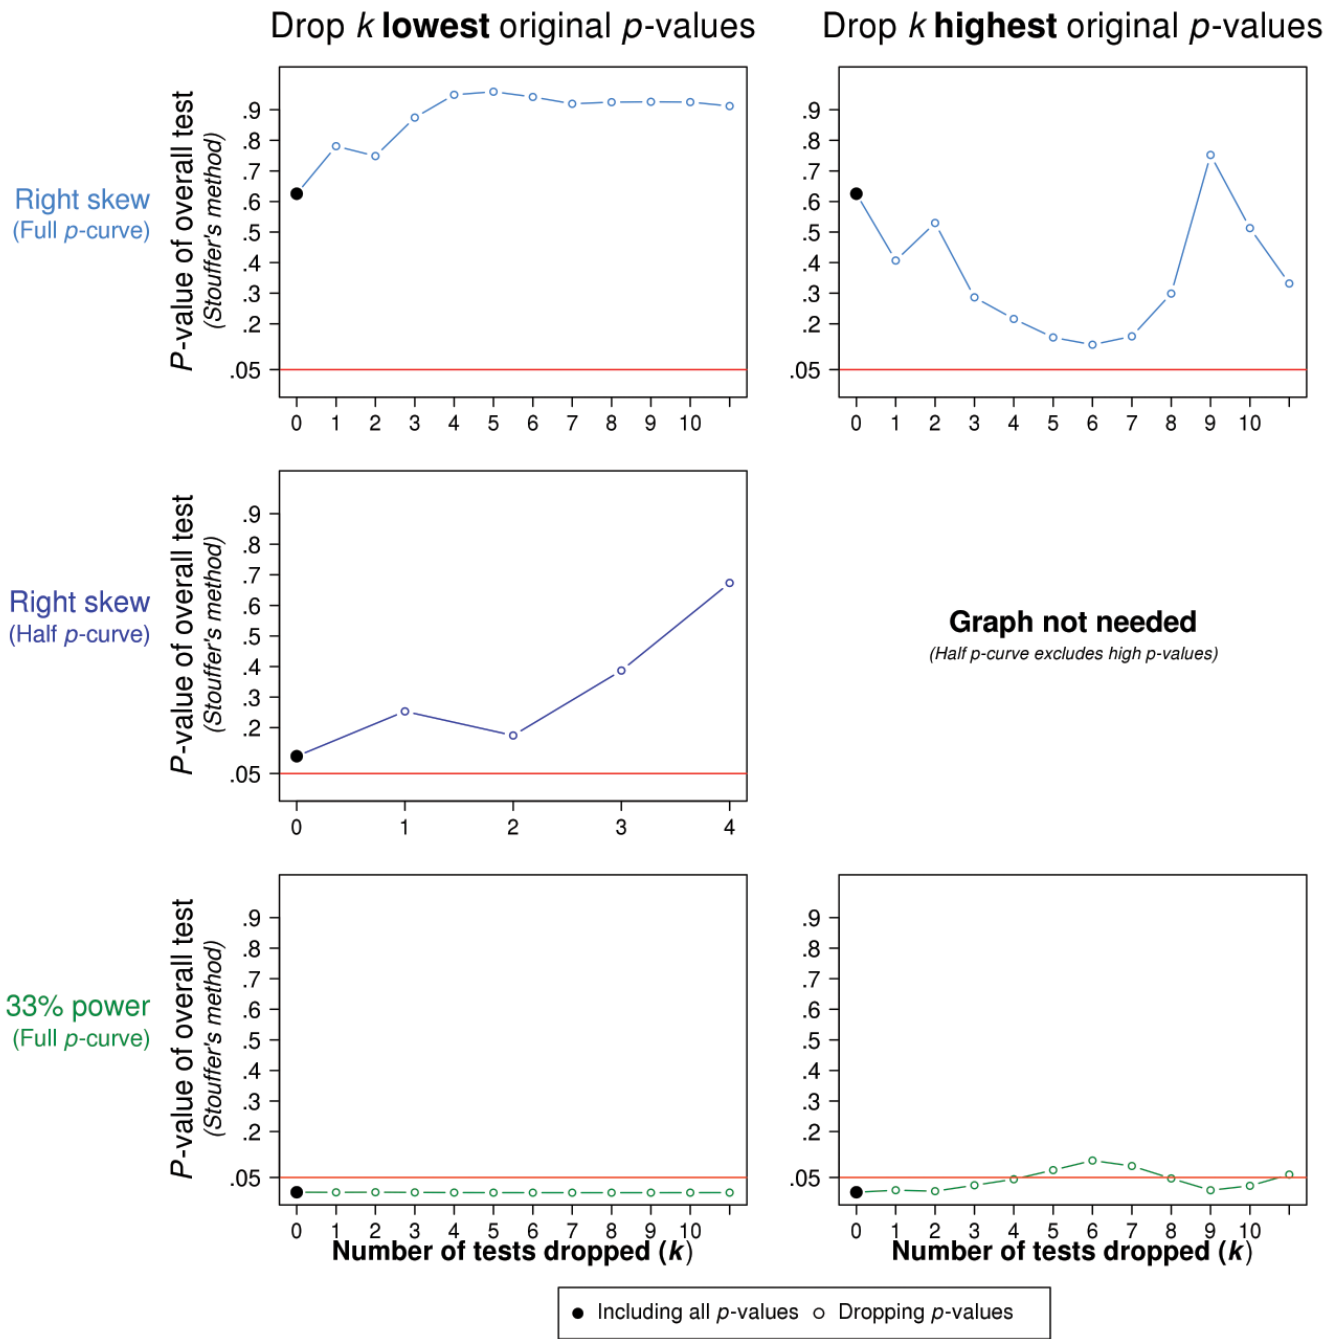 Drop k lowest original p-values
Drop k highest original p-values
Right skew
(Full p-curve)
P-value of overall test
(Stouffer's method)
.9
.8
.7
.6
.5
.4
.3
.2
.05
0 1 2 3 4 5 6 7 8 9 10
.9
.8
.7
.6
.5
.4
.3
.2
.05
0 1 2 3 4 5 6 7 8 9 10
Right skew
(Half p-curve)
P-value of overall test
(Stouffer's method)
.9
.8
.7
.6
.5
.4
.3
.2
.05
0 1 2 3 4
Graph not needed
(Half p-curve excludes high p-values)
33% power
(Full p-curve)
P-value of overall test
(Stouffer's method)
.9
.8
.7
.6
.5
.4
.3
.2
.05
0 1 2 3 4 5 6 7 8 9 10
Number of tests dropped (k)
.9
.8
.7
.6
.5
.4
.3
.2
.05
0 1 2 3 4 5 6 7 8 9 10
Number of tests dropped (k)
Including all p-values
Dropping p-values